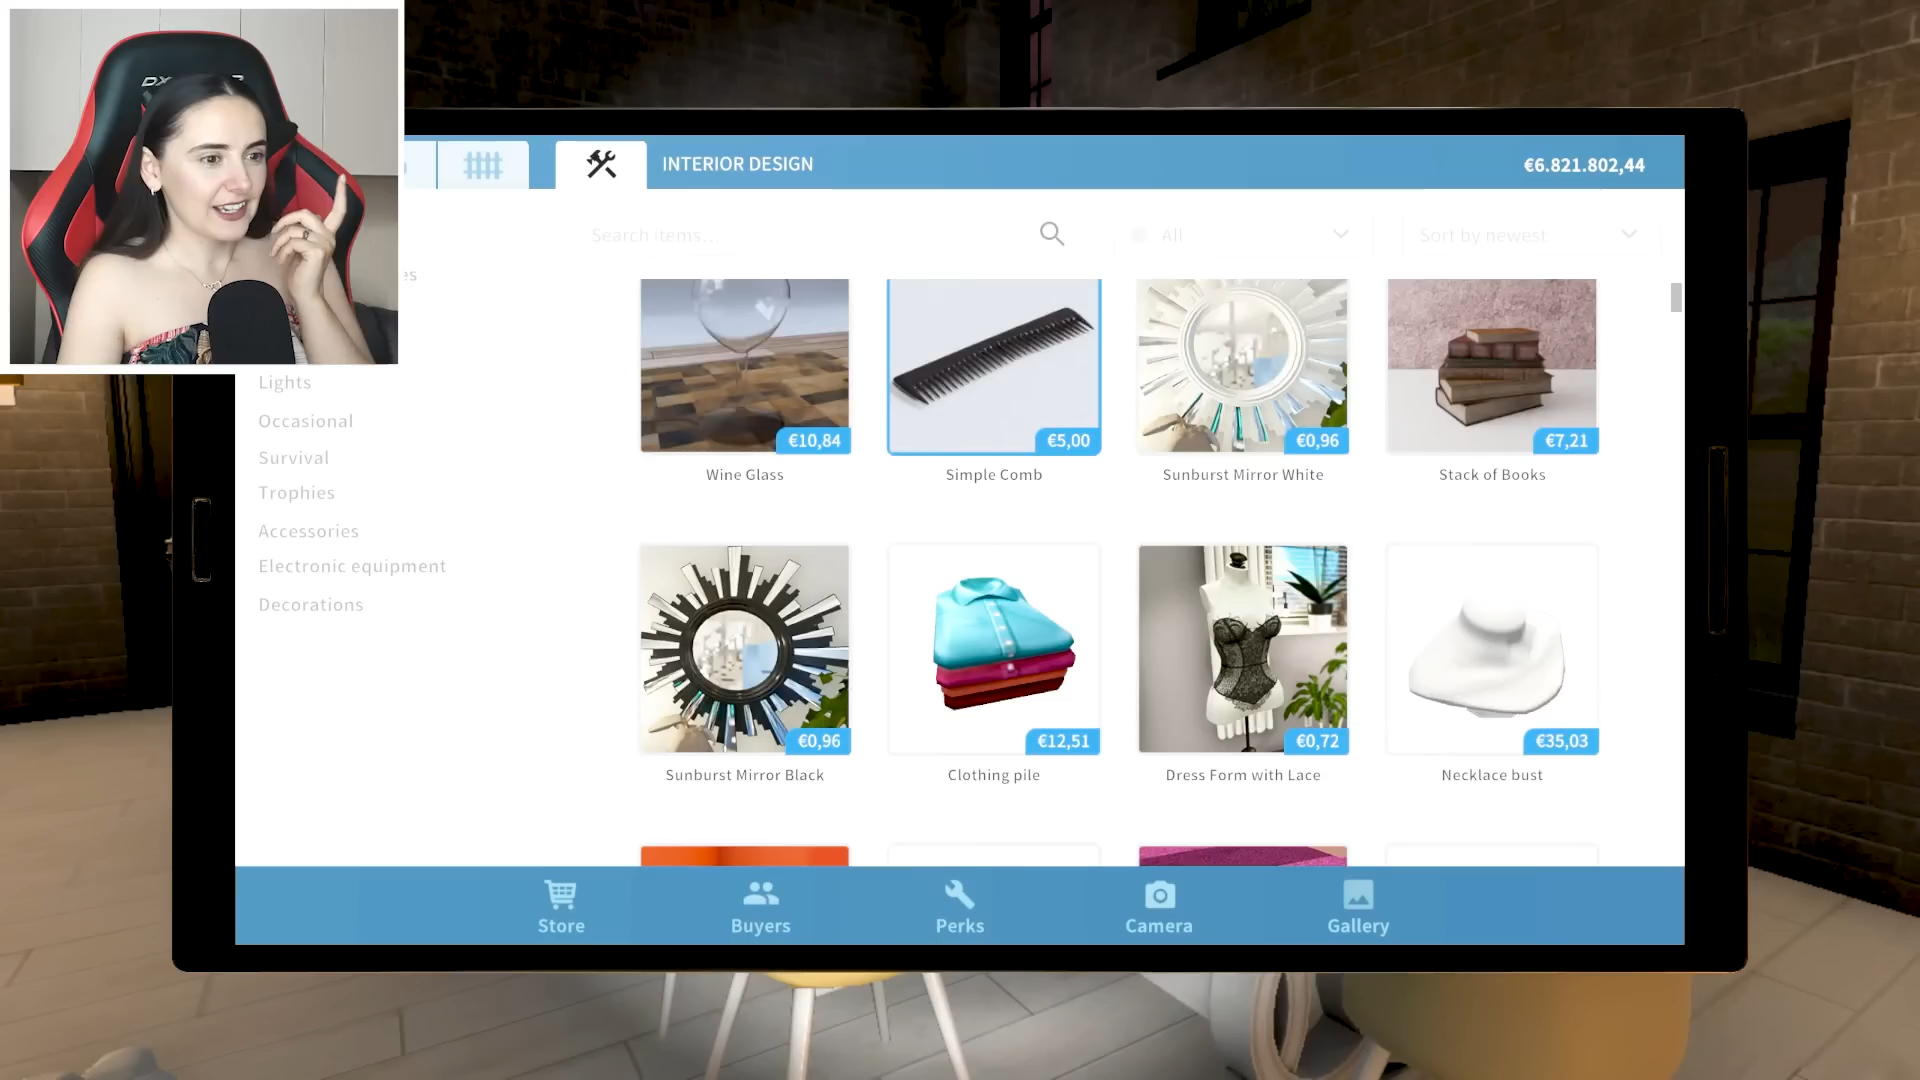 INTERIOR DESIGN
€6.821.802,44
Search items...
All
Sort by newest
es
Lights
Occasional
Survival
Trophies
Accessories
Electronic equipment
Decorations
€10,84
€5,00
€0,96
€7,21
Wine Glass
Simple Comb
Sunburst Mirror White
Stack of Books
€0,96
€12,51
€0,72
€35,03
Sunburst Mirror Black
Clothing pile
Dress Form with Lace
Necklace bust
Store
Buyers
Perks
Camera
Gallery